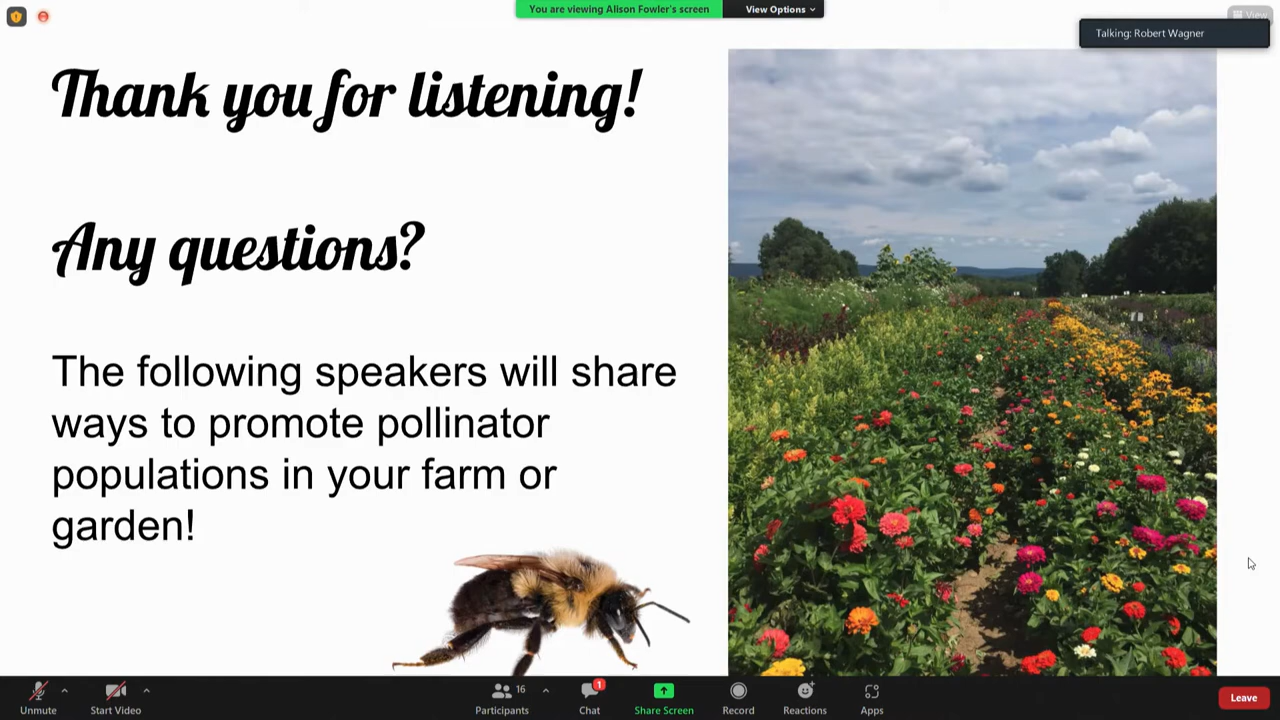 You are viewing Alison Fowler's screen
View Options
View
Talking: Robert Wagner
Thank you for listening!
Any questions?
The following speakers will share
ways to promote pollinator
populations in your farm or
garden!
Unmute
Start Video
16
Participants
1
Chat
Share Screen
Record
Reactions
Apps
Leave